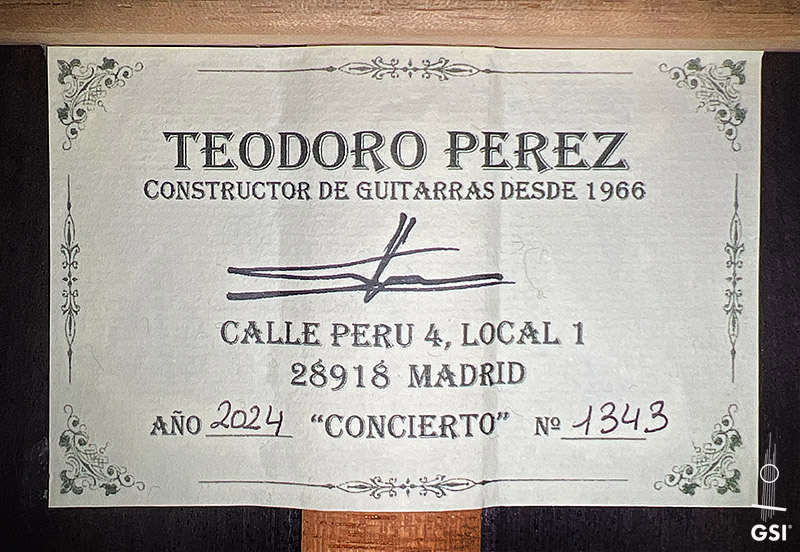 TEODORO PEREZ
CONSTRUCTOR DE GUITARRAS DESDE 1966
CALLE PERU 4, LOCAL 1
28918 MADRID
AÑO 2024 “CONCIERTO” Nº 1343
GSI